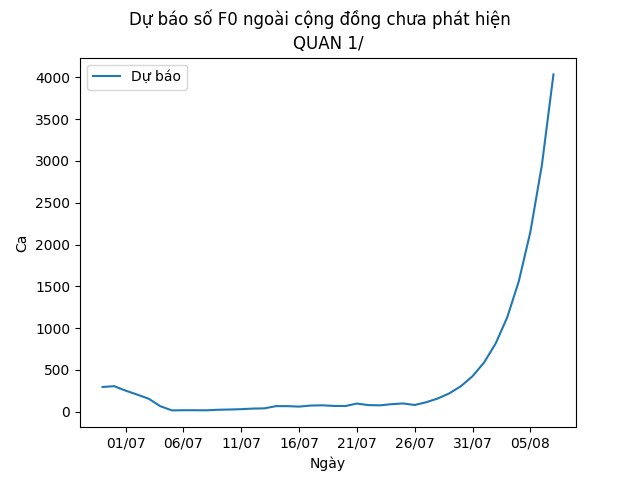 Dự báo số F0 ngoài cộng đồng chưa phát hiện
QUAN 1/
Dự báo
Ca
4000
3500
3000
2500
2000
1500
1000
500
0
01/07 06/07 11/07 16/07 21/07 26/07 31/07 05/08
Ngày